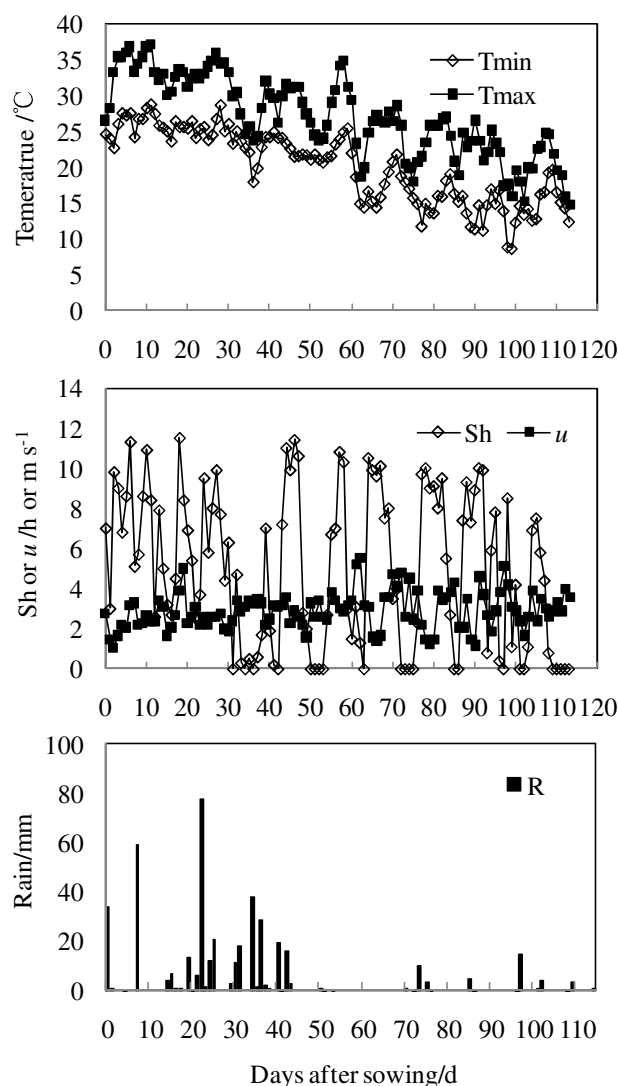 40
35
30
25
20
15
10
5
0
Temeratrue /℃
Tmin
Tmax
0 10 20 30 40 50 60 70 80 90 100 110 120
14
12
10
8
6
4
2
0
Sh or u /h or m s-1
Sh u
0 10 20 30 40 50 60 70 80 90 100 110 120
100
80
60
40
20
0
Rain/mm
R
0 10 20 30 40 50 60 70 80 90 100 110
Days after sowing/d